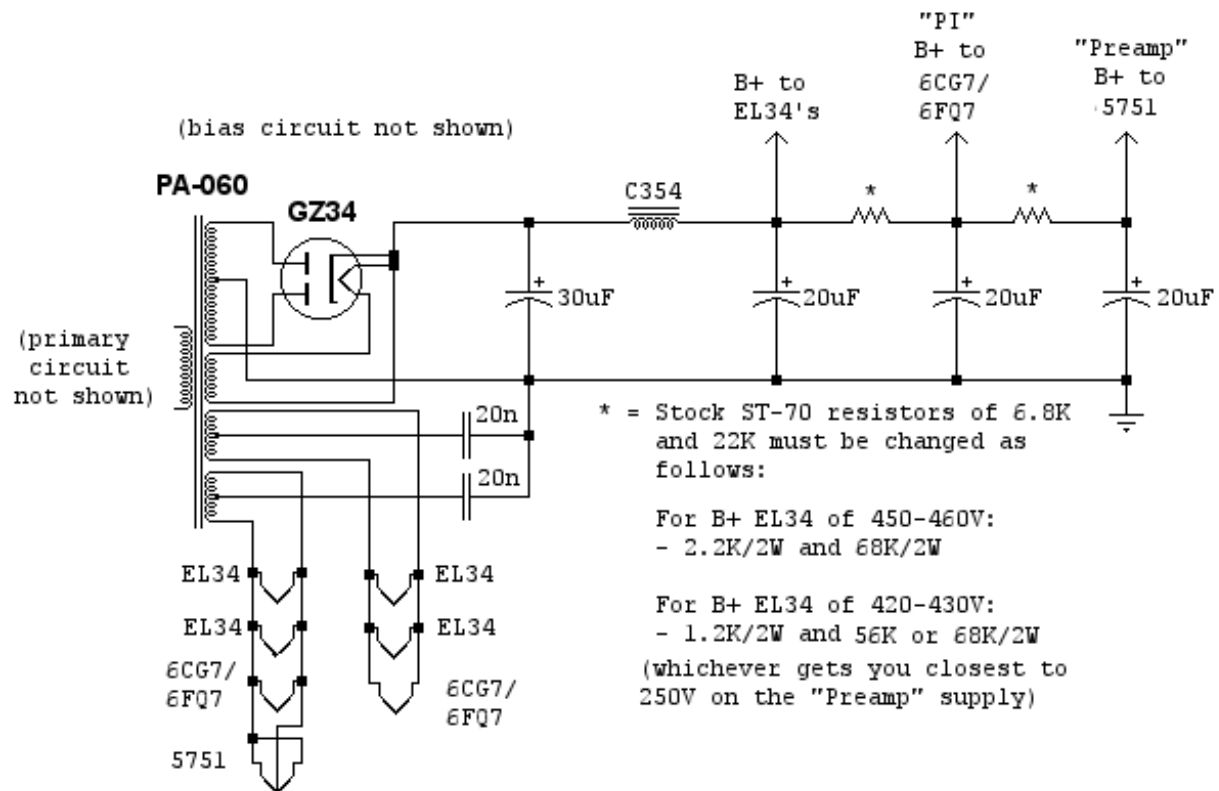 "PI"
B+ to
6CG7/
6FQ7
"Preamp"
B+ to
5751
B+ to
EL34's
(bias circuit not shown)
PA-060
GZ34
C354
*
*
+
30uF
+
20uF
+
20uF
+
20uF
(primary
circuit
not shown)
20n
20n
* = Stock ST-70 resistors of 6.8K
and 22K must be changed as
follows:
For B+ EL34 of 450-460V:
- 2.2K/2W and 68K/2W
For B+ EL34 of 420-430V:
- 1.2K/2W and 56K or 68K/2W
(whichever gets you closest to
250V on the "Preamp" supply)
EL34
EL34
EL34
EL34
6CG7/
6FQ7
6CG7/
6FQ7
5751